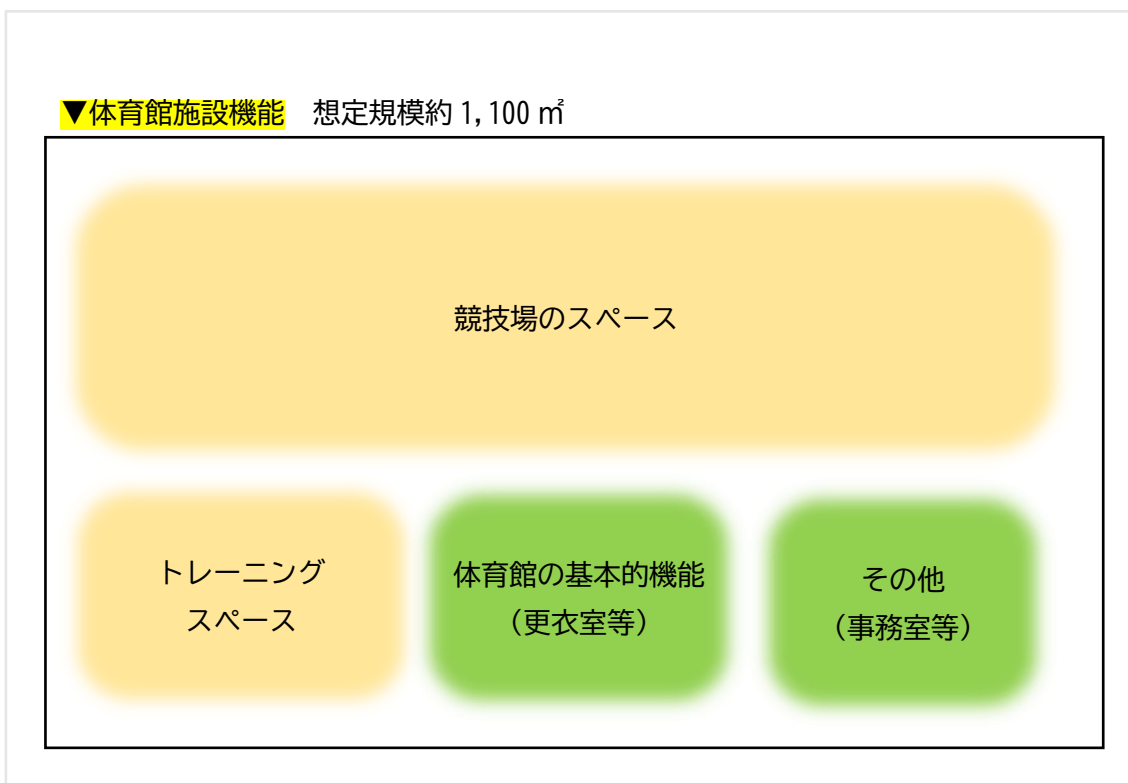 ▼体育館施設機能　想定規模約 1,100 ㎡
競技場のスペース
トレーニング
スペース
体育館の基本的機能
（更衣室等）
その他
（事務室等）